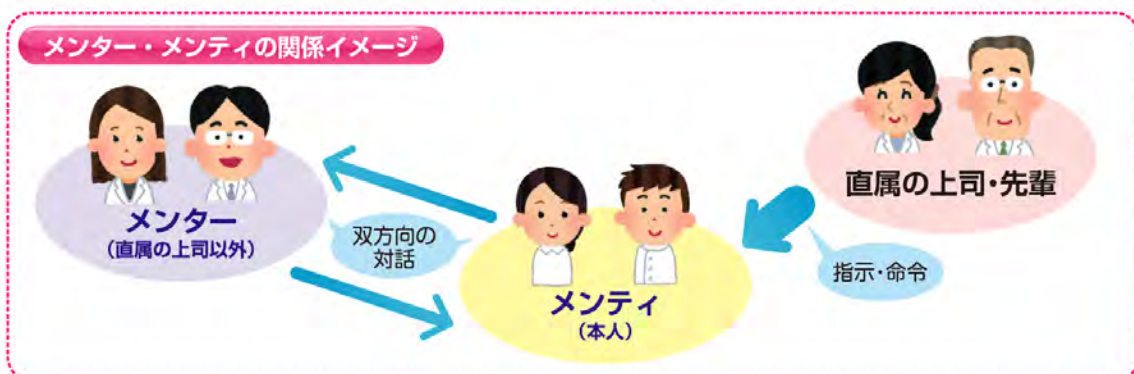 メンター・メンティの関係イメージ
メンター
（直属の上司以外）
双方向の
対話
メンティ
（本人）
直属の上司・先輩
指示・命令